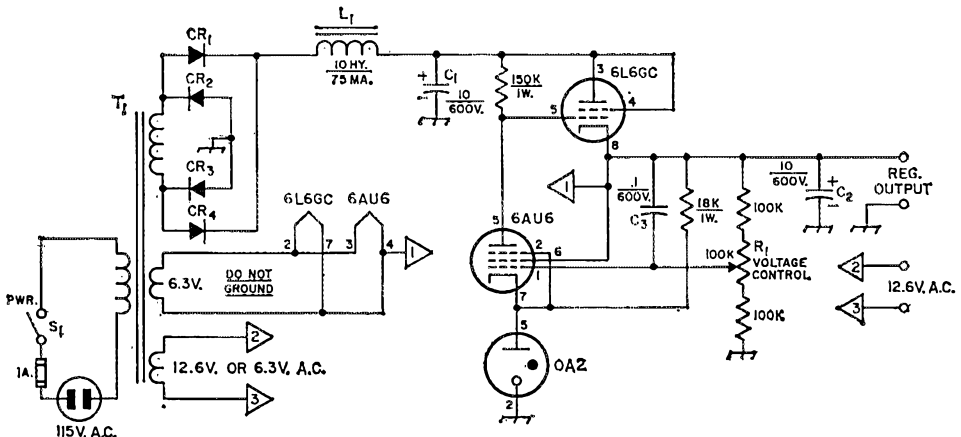 L1
10 HY.
75 MA.
CR1
CR2
CR3
CR4
T1
+ C1
10
600V.
150K
1W.
3 6L6GC
5 4
8
1
.1
600V.
C3
18K
1W.
100K
10
600V.
+
C2
REG.
OUTPUT
6L6GC 6AU6
2 7 3 4
1
5 6AU6
2
6
1
7
100K R1
VOLTAGE
CONTROL
100K
2
12.6V. A.C.
3
6.3V. DO NOT
GROUND
PWR.
S1
1A.
115V. A.C.
2
12.6V. OR 6.3V. A.C.
3
5
0A2
2